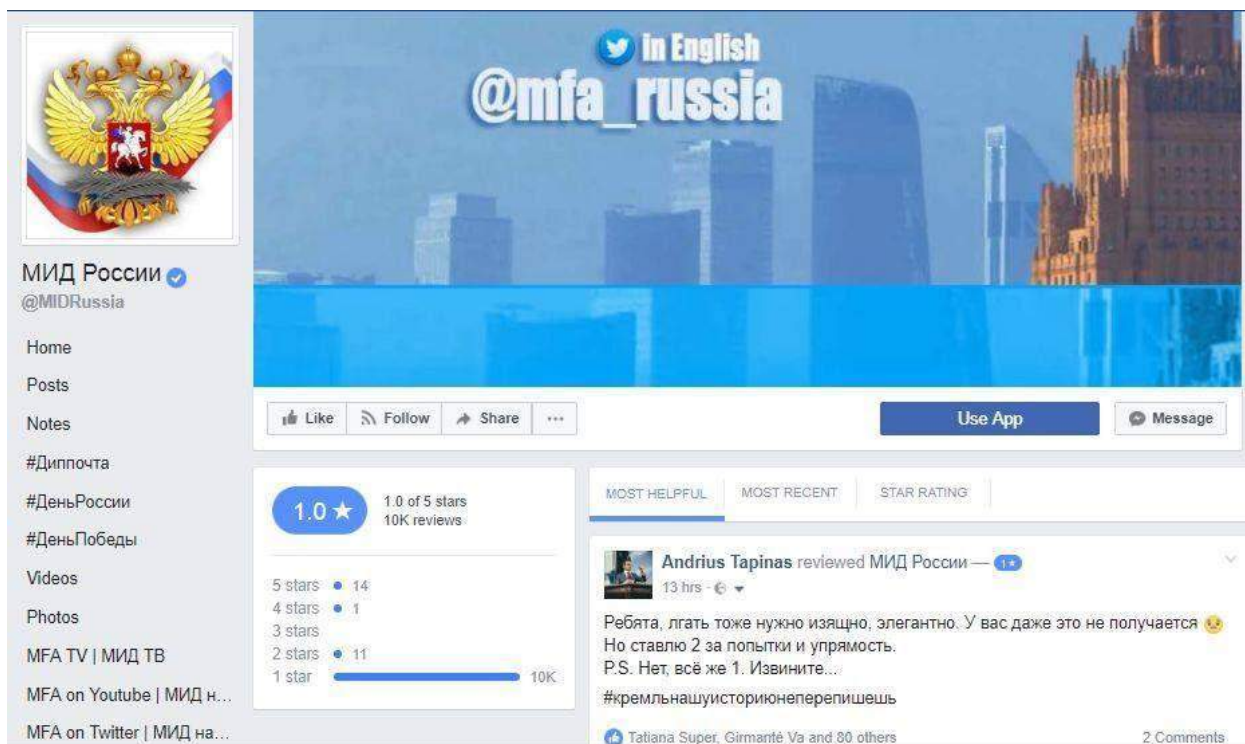 in English
@mfa_russia
МИД России
@MIDRussia
Home
Posts
Notes
#Диппочта
#ДеньРоссии
#ДеньПобеды
Videos
Photos
MFA TV | МИД ТВ
MFA on Youtube | МИД н...
MFA on Twitter | МИД на...
Like
Follow
Share
...
Use App
Message
1.0 ★
1.0 of 5 stars
10K reviews
5 stars 14
4 stars 1
3 stars
2 stars 11
1 star 10K
MOST HELPFUL
MOST RECENT
STAR RATING
Andrius Tapinas reviewed МИД России — 1★
13 hrs ·
Ребята, лгать тоже нужно изящно, элегантно. У вас даже это не получается
Но ставлю 2 за попытки и упрямость.
P.S. Нет, всё же 1. Извините...
#кремльнашуисториюнеперепишешь
Tatiana Super, Girmantė Va and 80 others
2 Comments